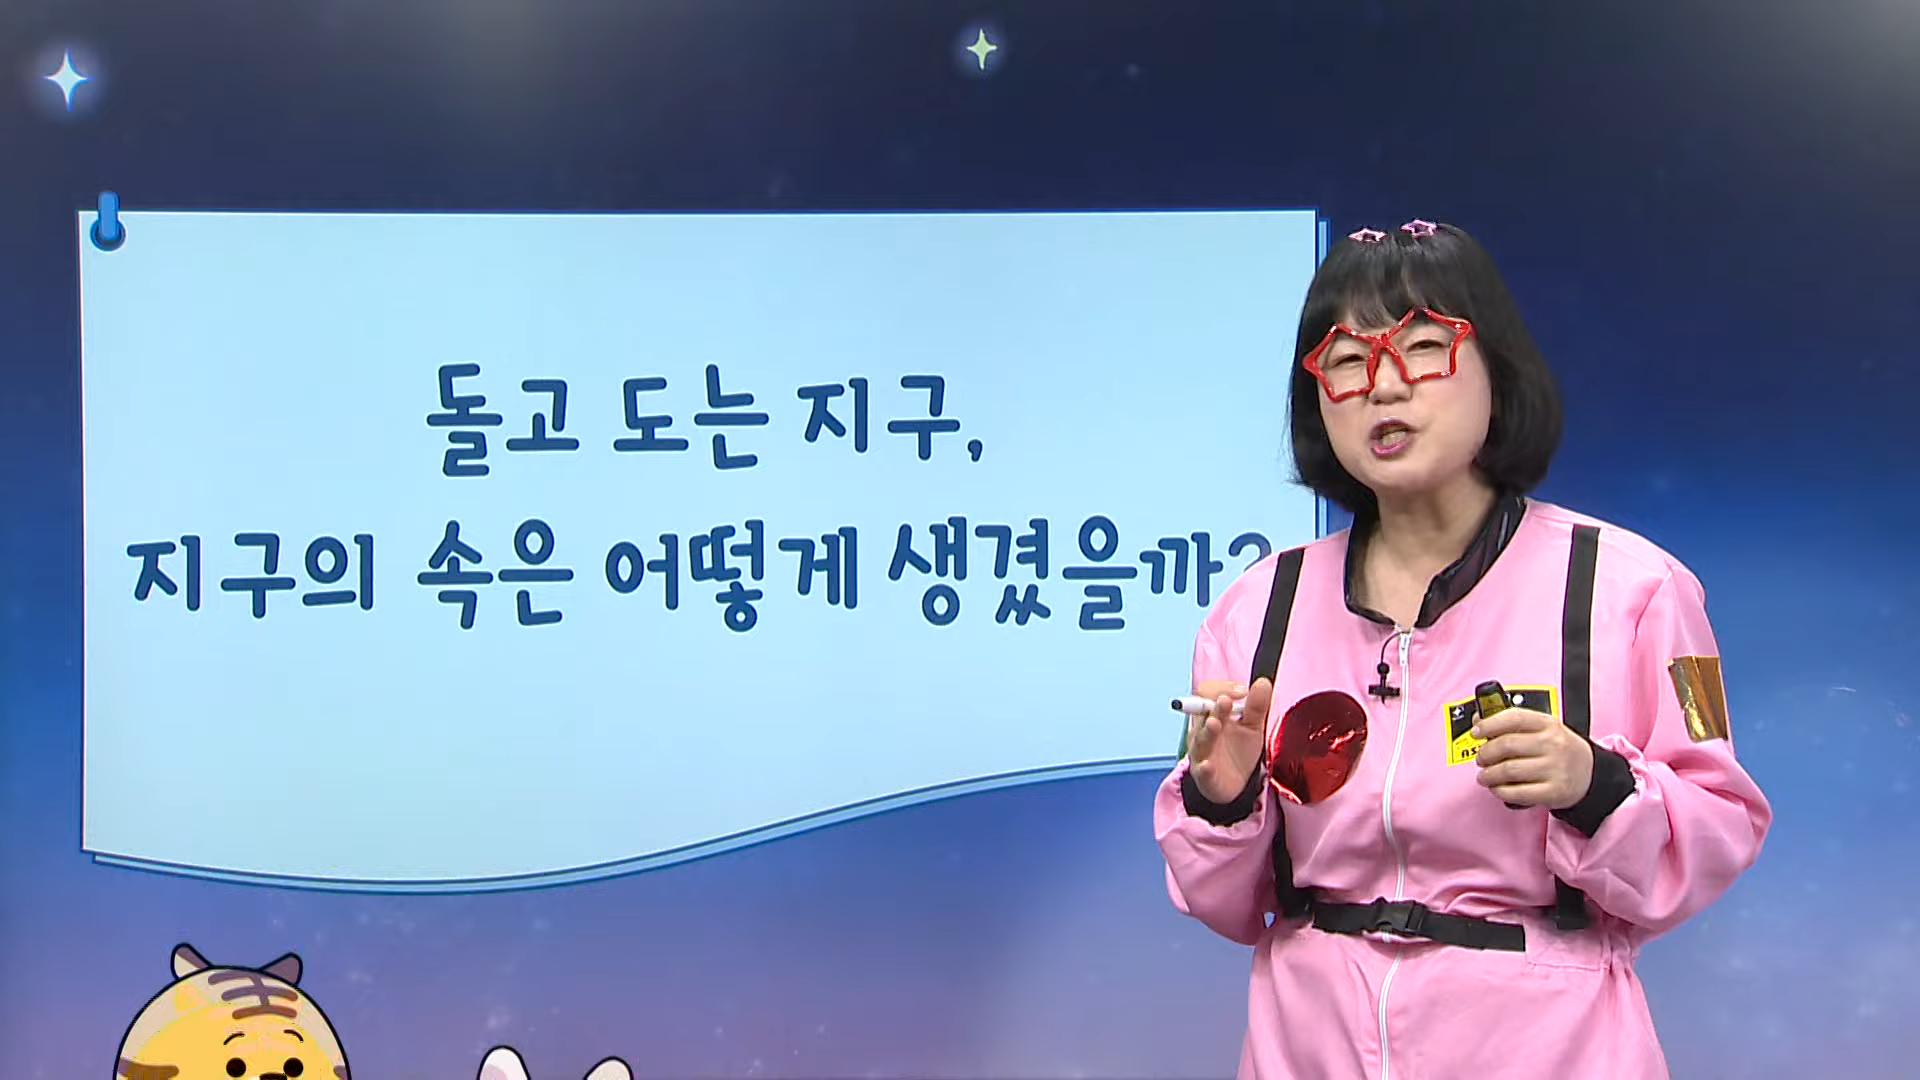 돌고 도는 지구,
지구의 속은 어떻게 생겼을까?